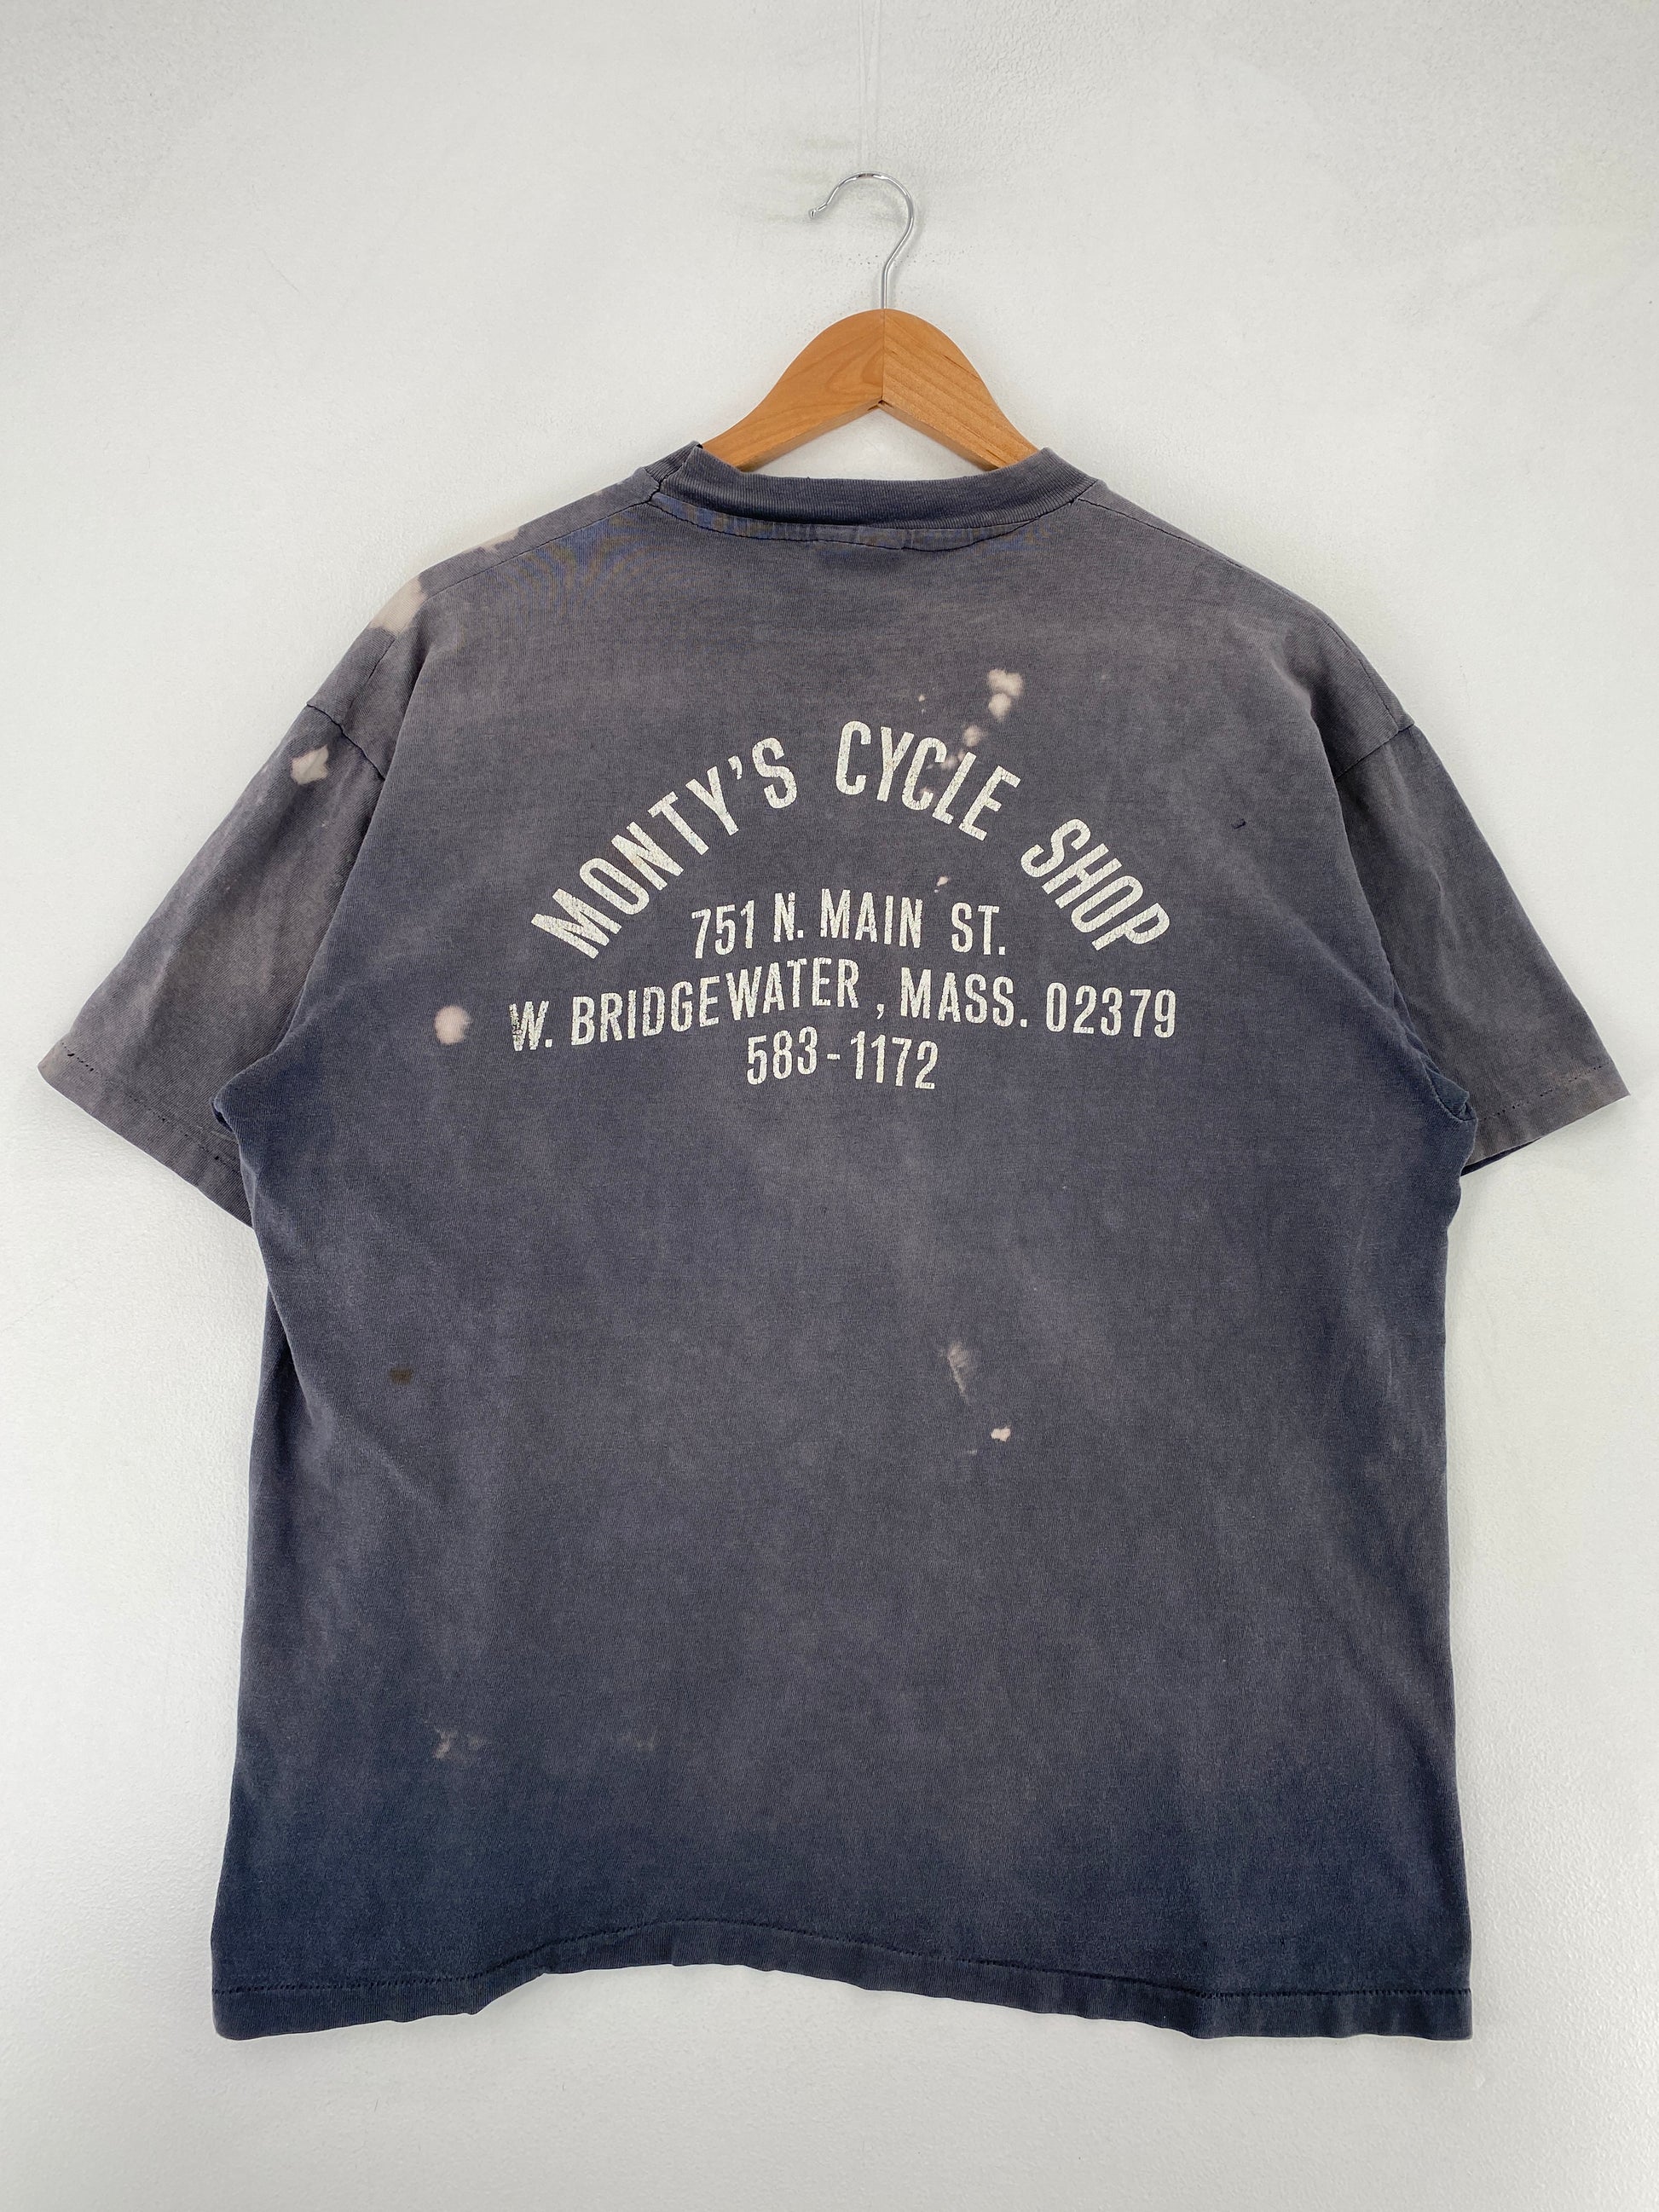 MONTY'S CYCLE SHOP
751 N. MAIN ST.
W. BRIDGEWATER, MASS. 02379
583-1172